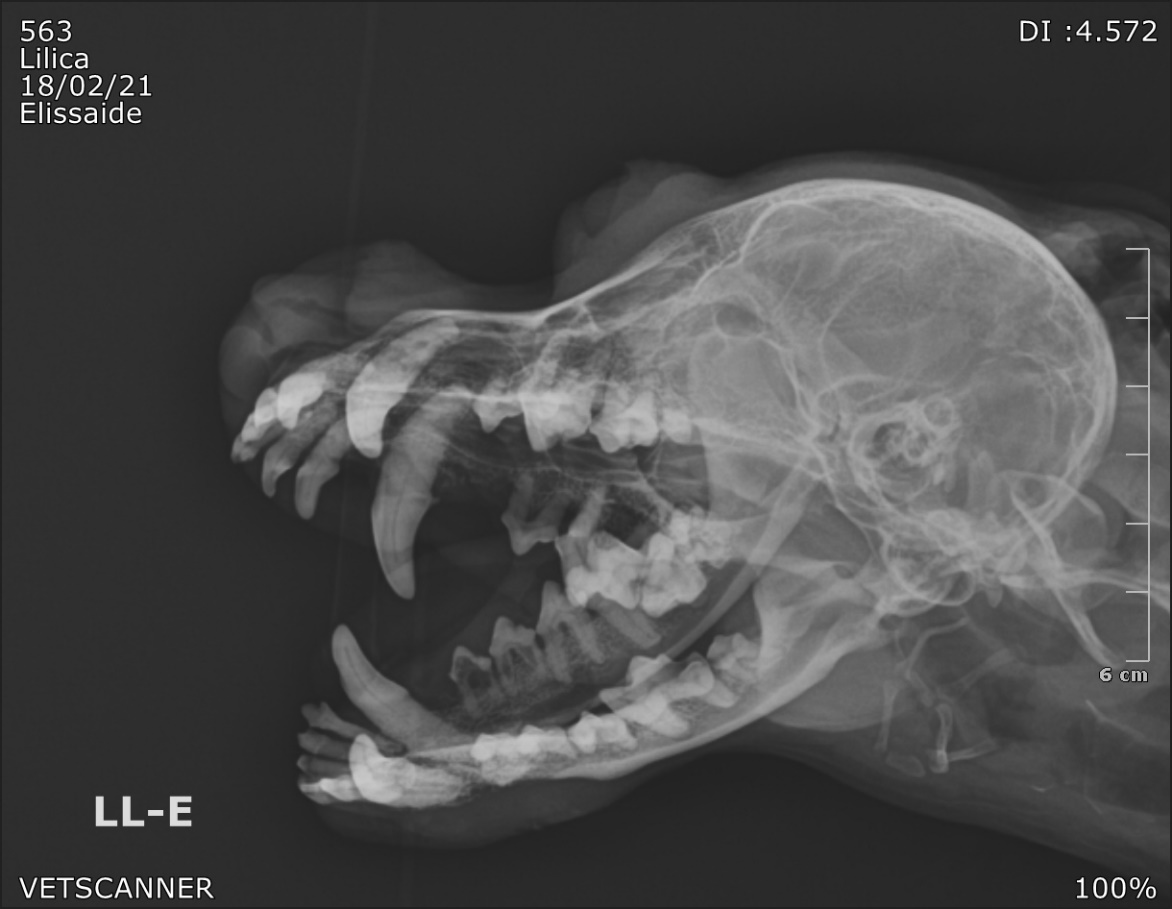 563
Lilica
18/02/21
Elissaide
DI :4.572
6 cm
LL-E
VETSCANNER
100%